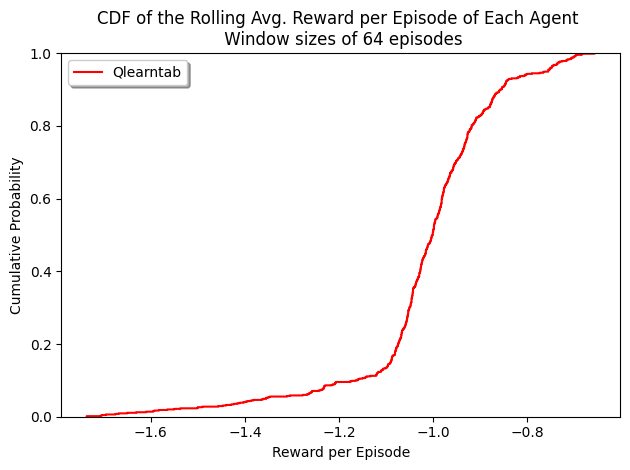 CDF of the Rolling Avg. Reward per Episode of Each Agent
Window sizes of 64 episodes
Qlearntab
Cumulative Probability
1.0
0.8
0.6
0.4
0.2
0.0
−1.6
−1.4
−1.2
−1.0
−0.8
Reward per Episode